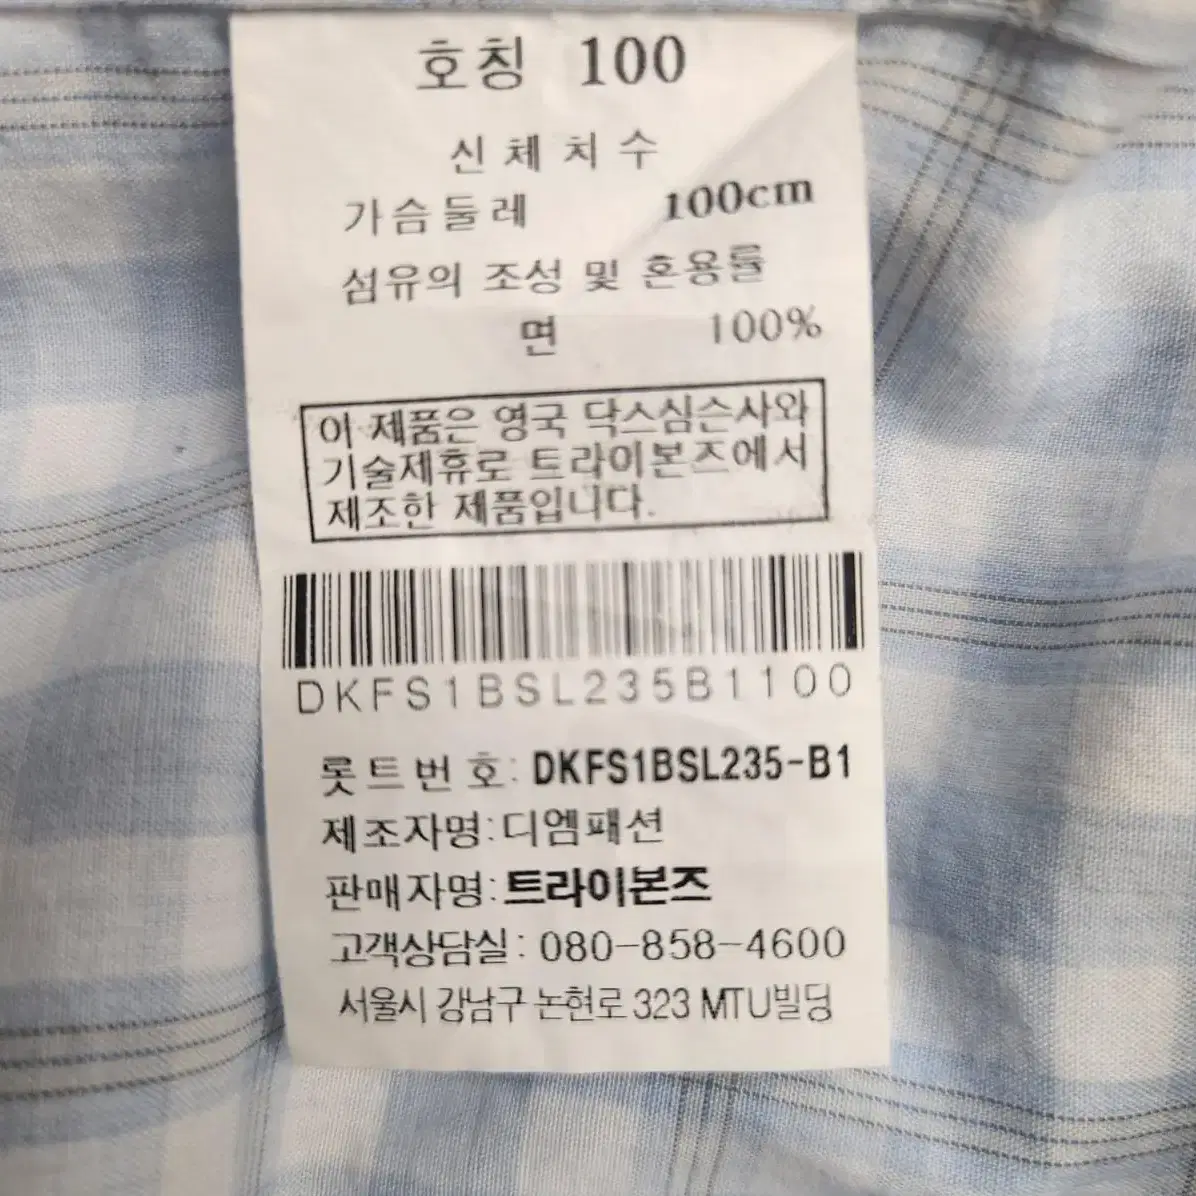 호칭 100
신체치수
가슴둘레 100cm
섬유의 조성 및 혼용률
면 100%
이 제품은 영국 닥스심슨사와
기술제휴로 트라이본즈에서
제조한 제품입니다.
DKFS1BSL235B1100
롯트번호: DKFS1BSL235-B1
제조자명:디엠패션
판매자명:트라이본즈
고객상담실: 080-858-4600
서울시 강남구 논현로 323 MTU빌딩